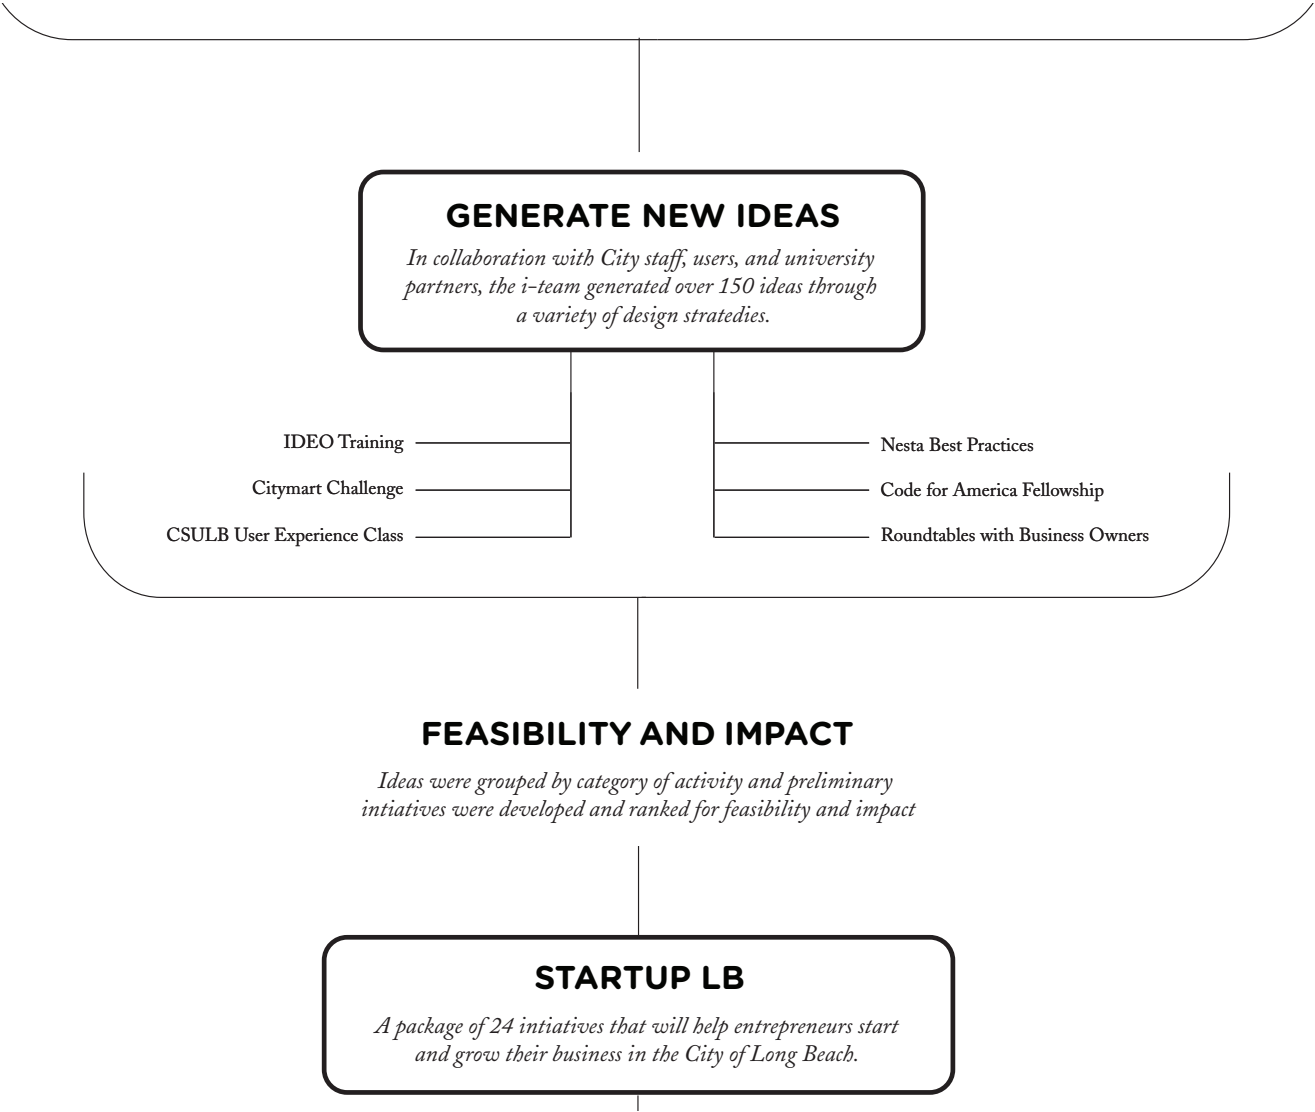 GENERATE NEW IDEAS
In collaboration with City staff, users, and university
partners, the i-team generated over 150 ideas through
a variety of design stratedies.
IDEO Training
Citymart Challenge
CSULB User Experience Class
Nesta Best Practices
Code for America Fellowship
Roundtables with Business Owners
FEASIBILITY AND IMPACT
Ideas were grouped by category of activity and preliminary
intiatives were developed and ranked for feasibility and impact
STARTUP LB
A package of 24 intiatives that will help entrepreneurs start
and grow their business in the City of Long Beach.